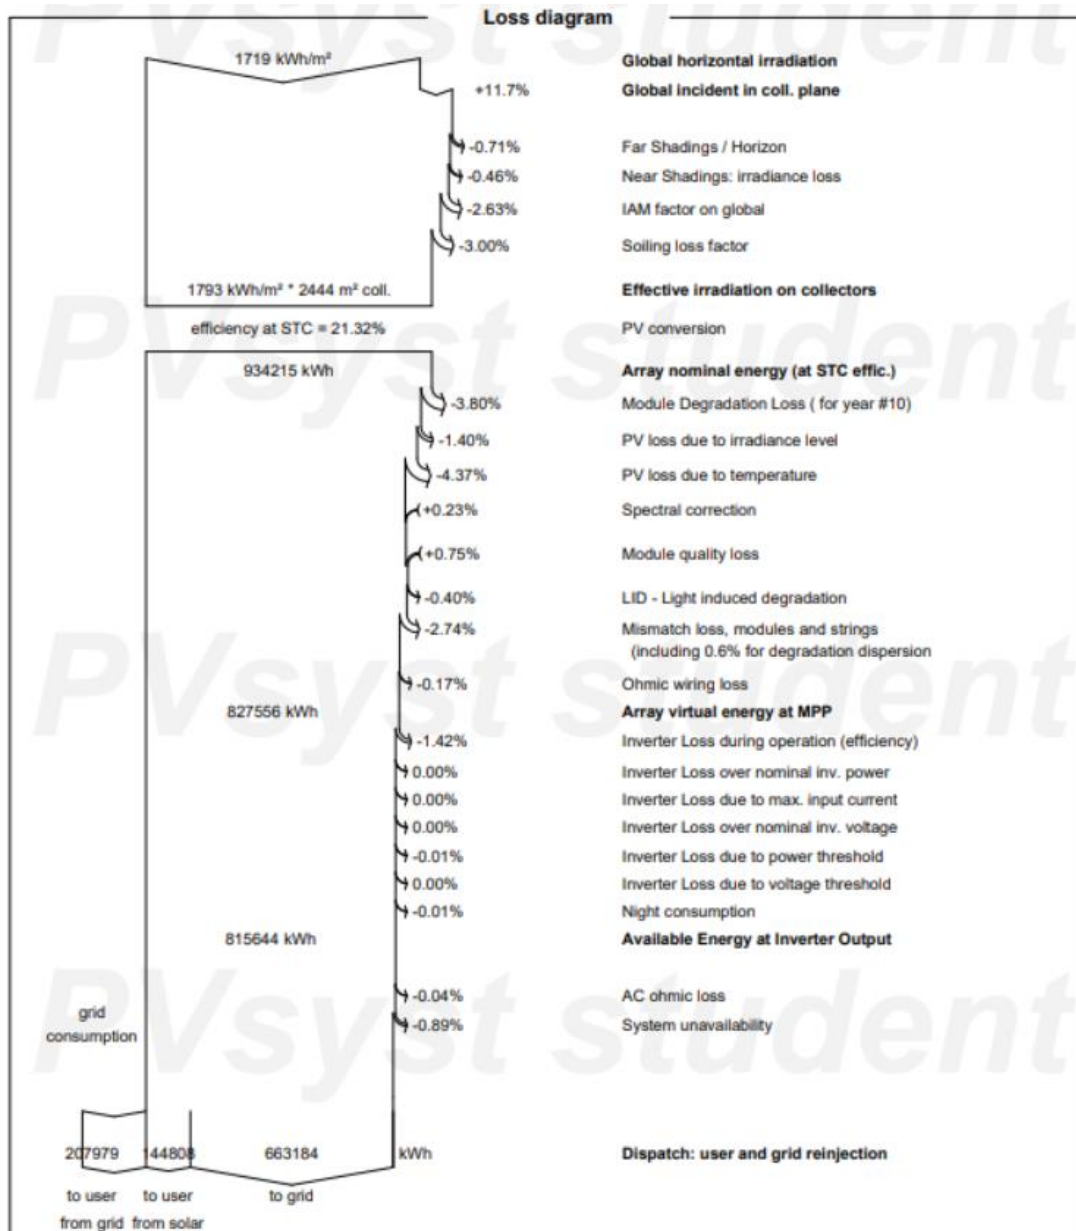 Loss diagram
1719 kWh/m² Global horizontal irradiation
+11.7% Global incident in coll. plane
-0.71% Far Shadings / Horizon
-0.46% Near Shadings: irradiance loss
-2.63% IAM factor on global
-3.00% Soiling loss factor
1793 kWh/m² * 2444 m² coll. Effective irradiation on collectors
efficiency at STC = 21.32% PV conversion
934215 kWh Array nominal energy (at STC effic.)
-3.80% Module Degradation Loss ( for year #10)
-1.40% PV loss due to irradiance level
-4.37% PV loss due to temperature
+0.23% Spectral correction
+0.75% Module quality loss
-0.40% LID - Light induced degradation
-2.74% Mismatch loss, modules and strings
(including 0.6% for degradation dispersion
-0.17% Ohmic wiring loss
827556 kWh Array virtual energy at MPP
-1.42% Inverter Loss during operation (efficiency)
0.00% Inverter Loss over nominal inv. power
0.00% Inverter Loss due to max. input current
0.00% Inverter Loss over nominal inv. voltage
-0.01% Inverter Loss due to power threshold
0.00% Inverter Loss due to voltage threshold
-0.01% Night consumption
815644 kWh Available Energy at Inverter Output
-0.04% AC ohmic loss
grid
consumption
-0.89% System unavailability
207979 144808 663184 kWh Dispatch: user and grid reinjection
to user to user to grid
from grid from solar
PVsyst student
PVsyst student
PVsyst student
PVsyst student